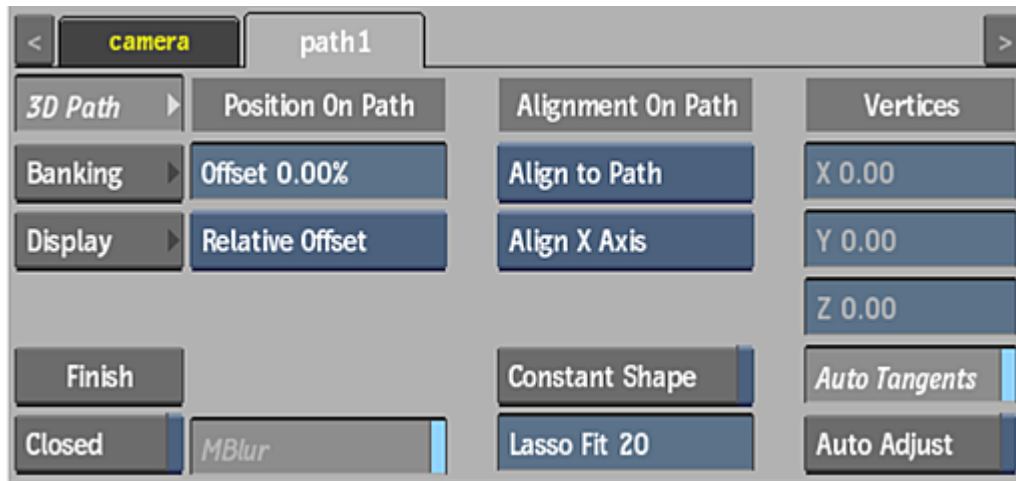 < camera path1 >
3D Path Position On Path Alignment On Path Vertices
Banking Offset 0.00% Align to Path X 0.00
Display Relative Offset Align X Axis Y 0.00
Z 0.00
Finish Constant Shape Auto Tangents
Closed MBlur Lasso Fit 20 Auto Adjust